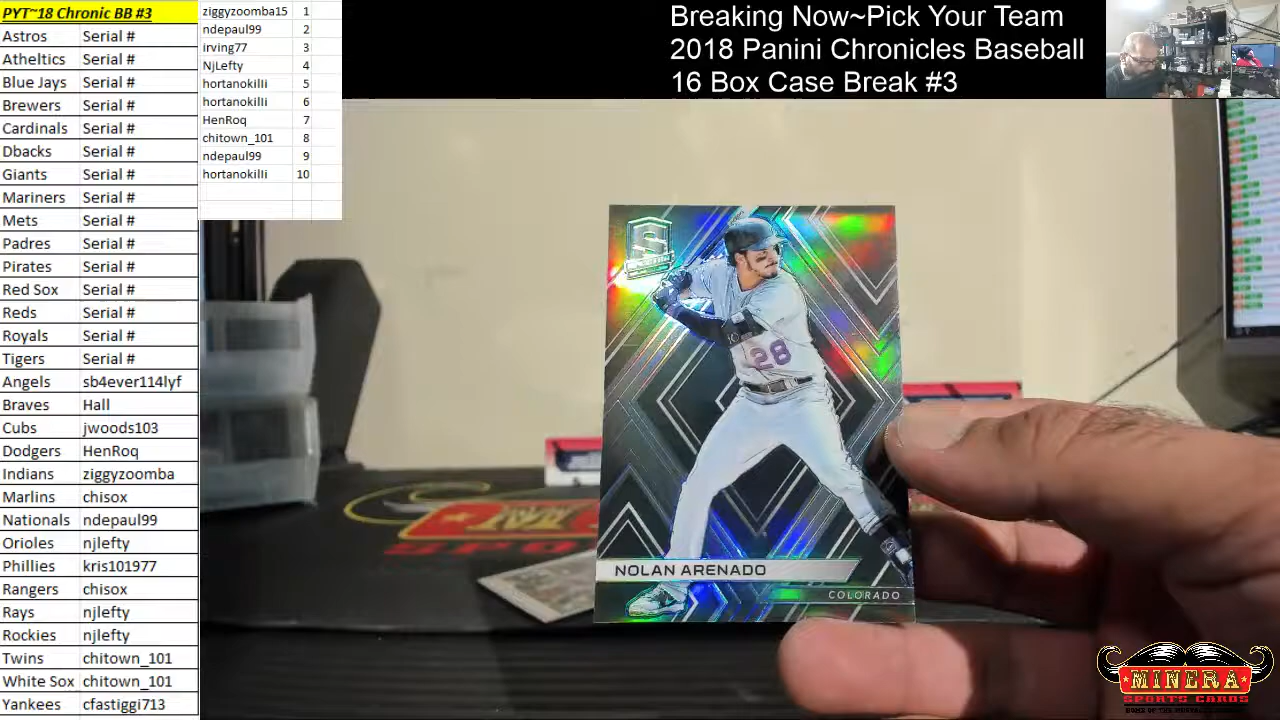 PYT~18 Chronic BB #3
Astros Serial #
Atheltics Serial #
Blue Jays Serial #
Brewers Serial #
Cardinals Serial #
Dbacks Serial #
Giants Serial #
Mariners Serial #
Mets Serial #
Padres Serial #
Pirates Serial #
Red Sox Serial #
Reds Serial #
Royals Serial #
Tigers Serial #
Angels sb4ever114lyf
Braves Hall
Cubs jwoods103
Dodgers HenRoq
Indians ziggyzoomba
Marlins chisox
Nationals ndepaul99
Orioles njlefty
Phillies kris101977
Rangers chisox
Rays njlefty
Rockies njlefty
Twins chitown_101
White Sox chitown_101
Yankees cfastiggi713
ziggyzoomba15 1
ndepaul99 2
irving77 3
NjLefty 4
hortanokilli 5
hortanokilli 6
HenRoq 7
chitown_101 8
ndepaul99 9
hortanokilli 10
Breaking Now~Pick Your Team
2018 Panini Chronicles Baseball
16 Box Case Break #3
28
NOLAN ARENADO
COLORADO
MINERA
SPORTS CARDS